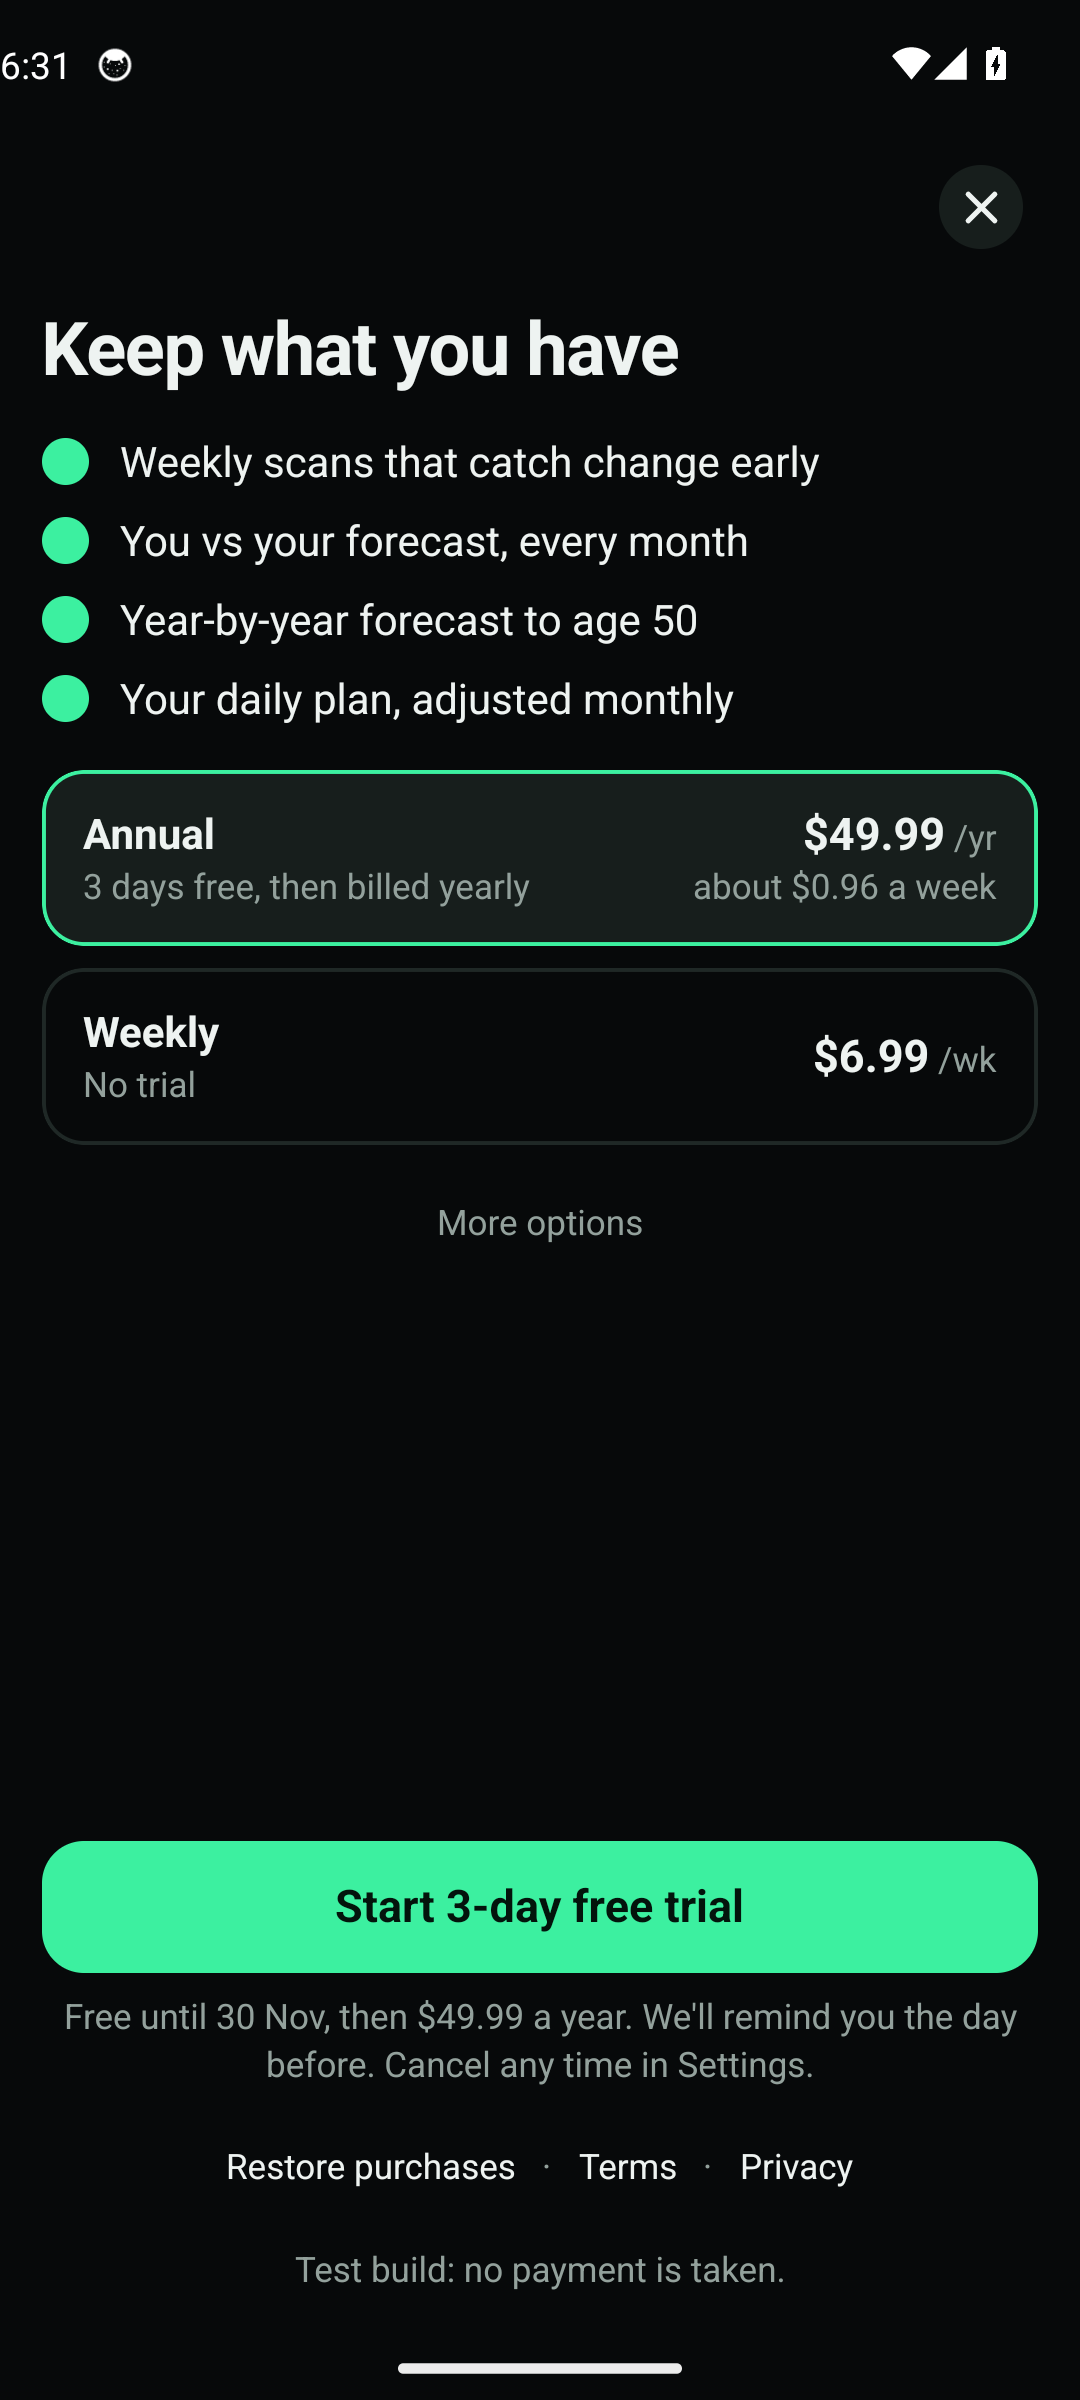 6:31
Keep what you have
Weekly scans that catch change early
You vs your forecast, every month
Year-by-year forecast to age 50
Your daily plan, adjusted monthly
Annual
$49.99 /yr
3 days free, then billed yearly
about $0.96 a week
Weekly
No trial
$6.99 /wk
More options
Start 3-day free trial
Free until 30 Nov, then $49.99 a year. We'll remind you the day
before. Cancel any time in Settings.
Restore purchases · Terms · Privacy
Test build: no payment is taken.